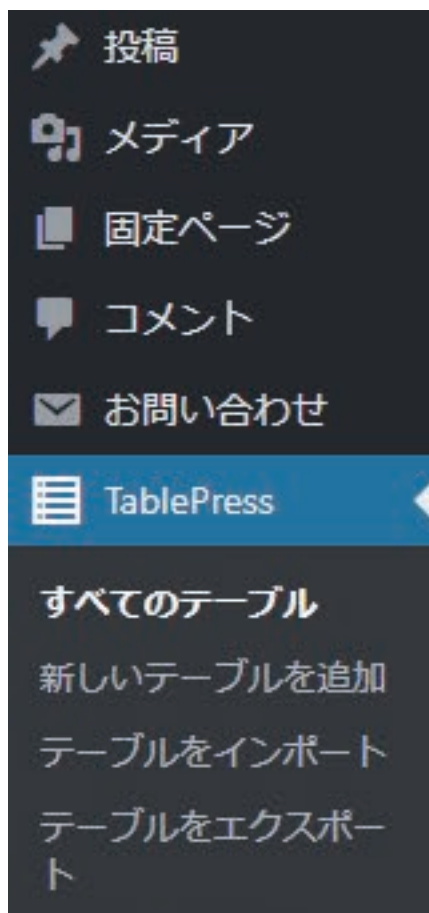 投稿
メディア
固定ページ
コメント
お問い合わせ
TablePress
すべてのテーブル
新しいテーブルを追加
テーブルをインポート
テーブルをエクスポー
ト